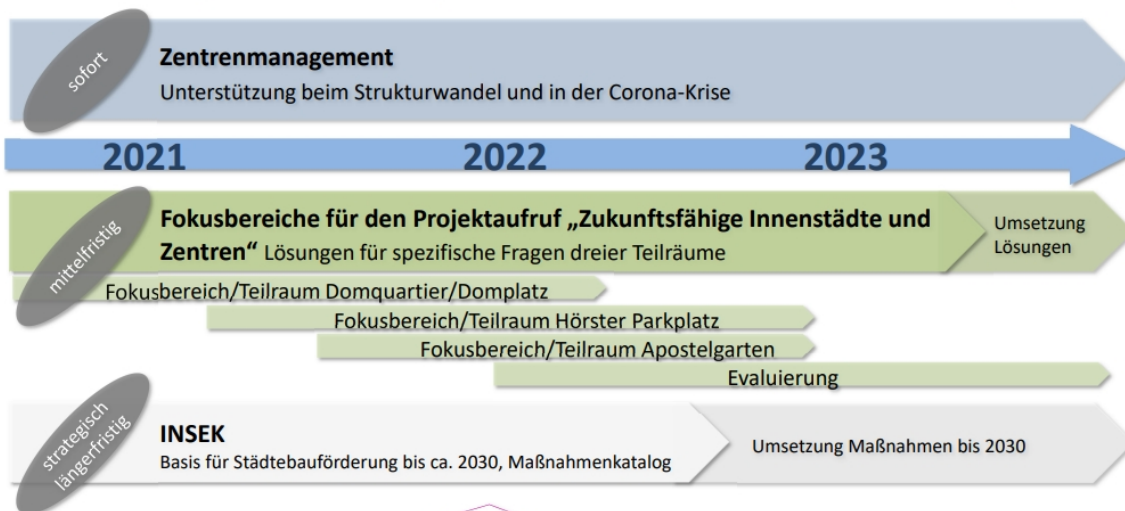 sofort
Zentrenmanagement
Unterstützung beim Strukturwandel und in der Corona-Krise
2021 2022 2023
mittelfristig
Fokusbereiche für den Projektaufruf „Zukunftsfähige Innenstädte und
Zentren“ Lösungen für spezifische Fragen dreier Teilräume
Umsetzung
Lösungen
Fokusbereich/Teilraum Domquartier/Domplatz
Fokusbereich/Teilraum Hörster Parkplatz
Fokusbereich/Teilraum Apostelgarten
Evaluierung
strategisch
längerfristig
INSEK
Basis für Städtebauförderung bis ca. 2030, Maßnahmenkatalog
Umsetzung Maßnahmen bis 2030